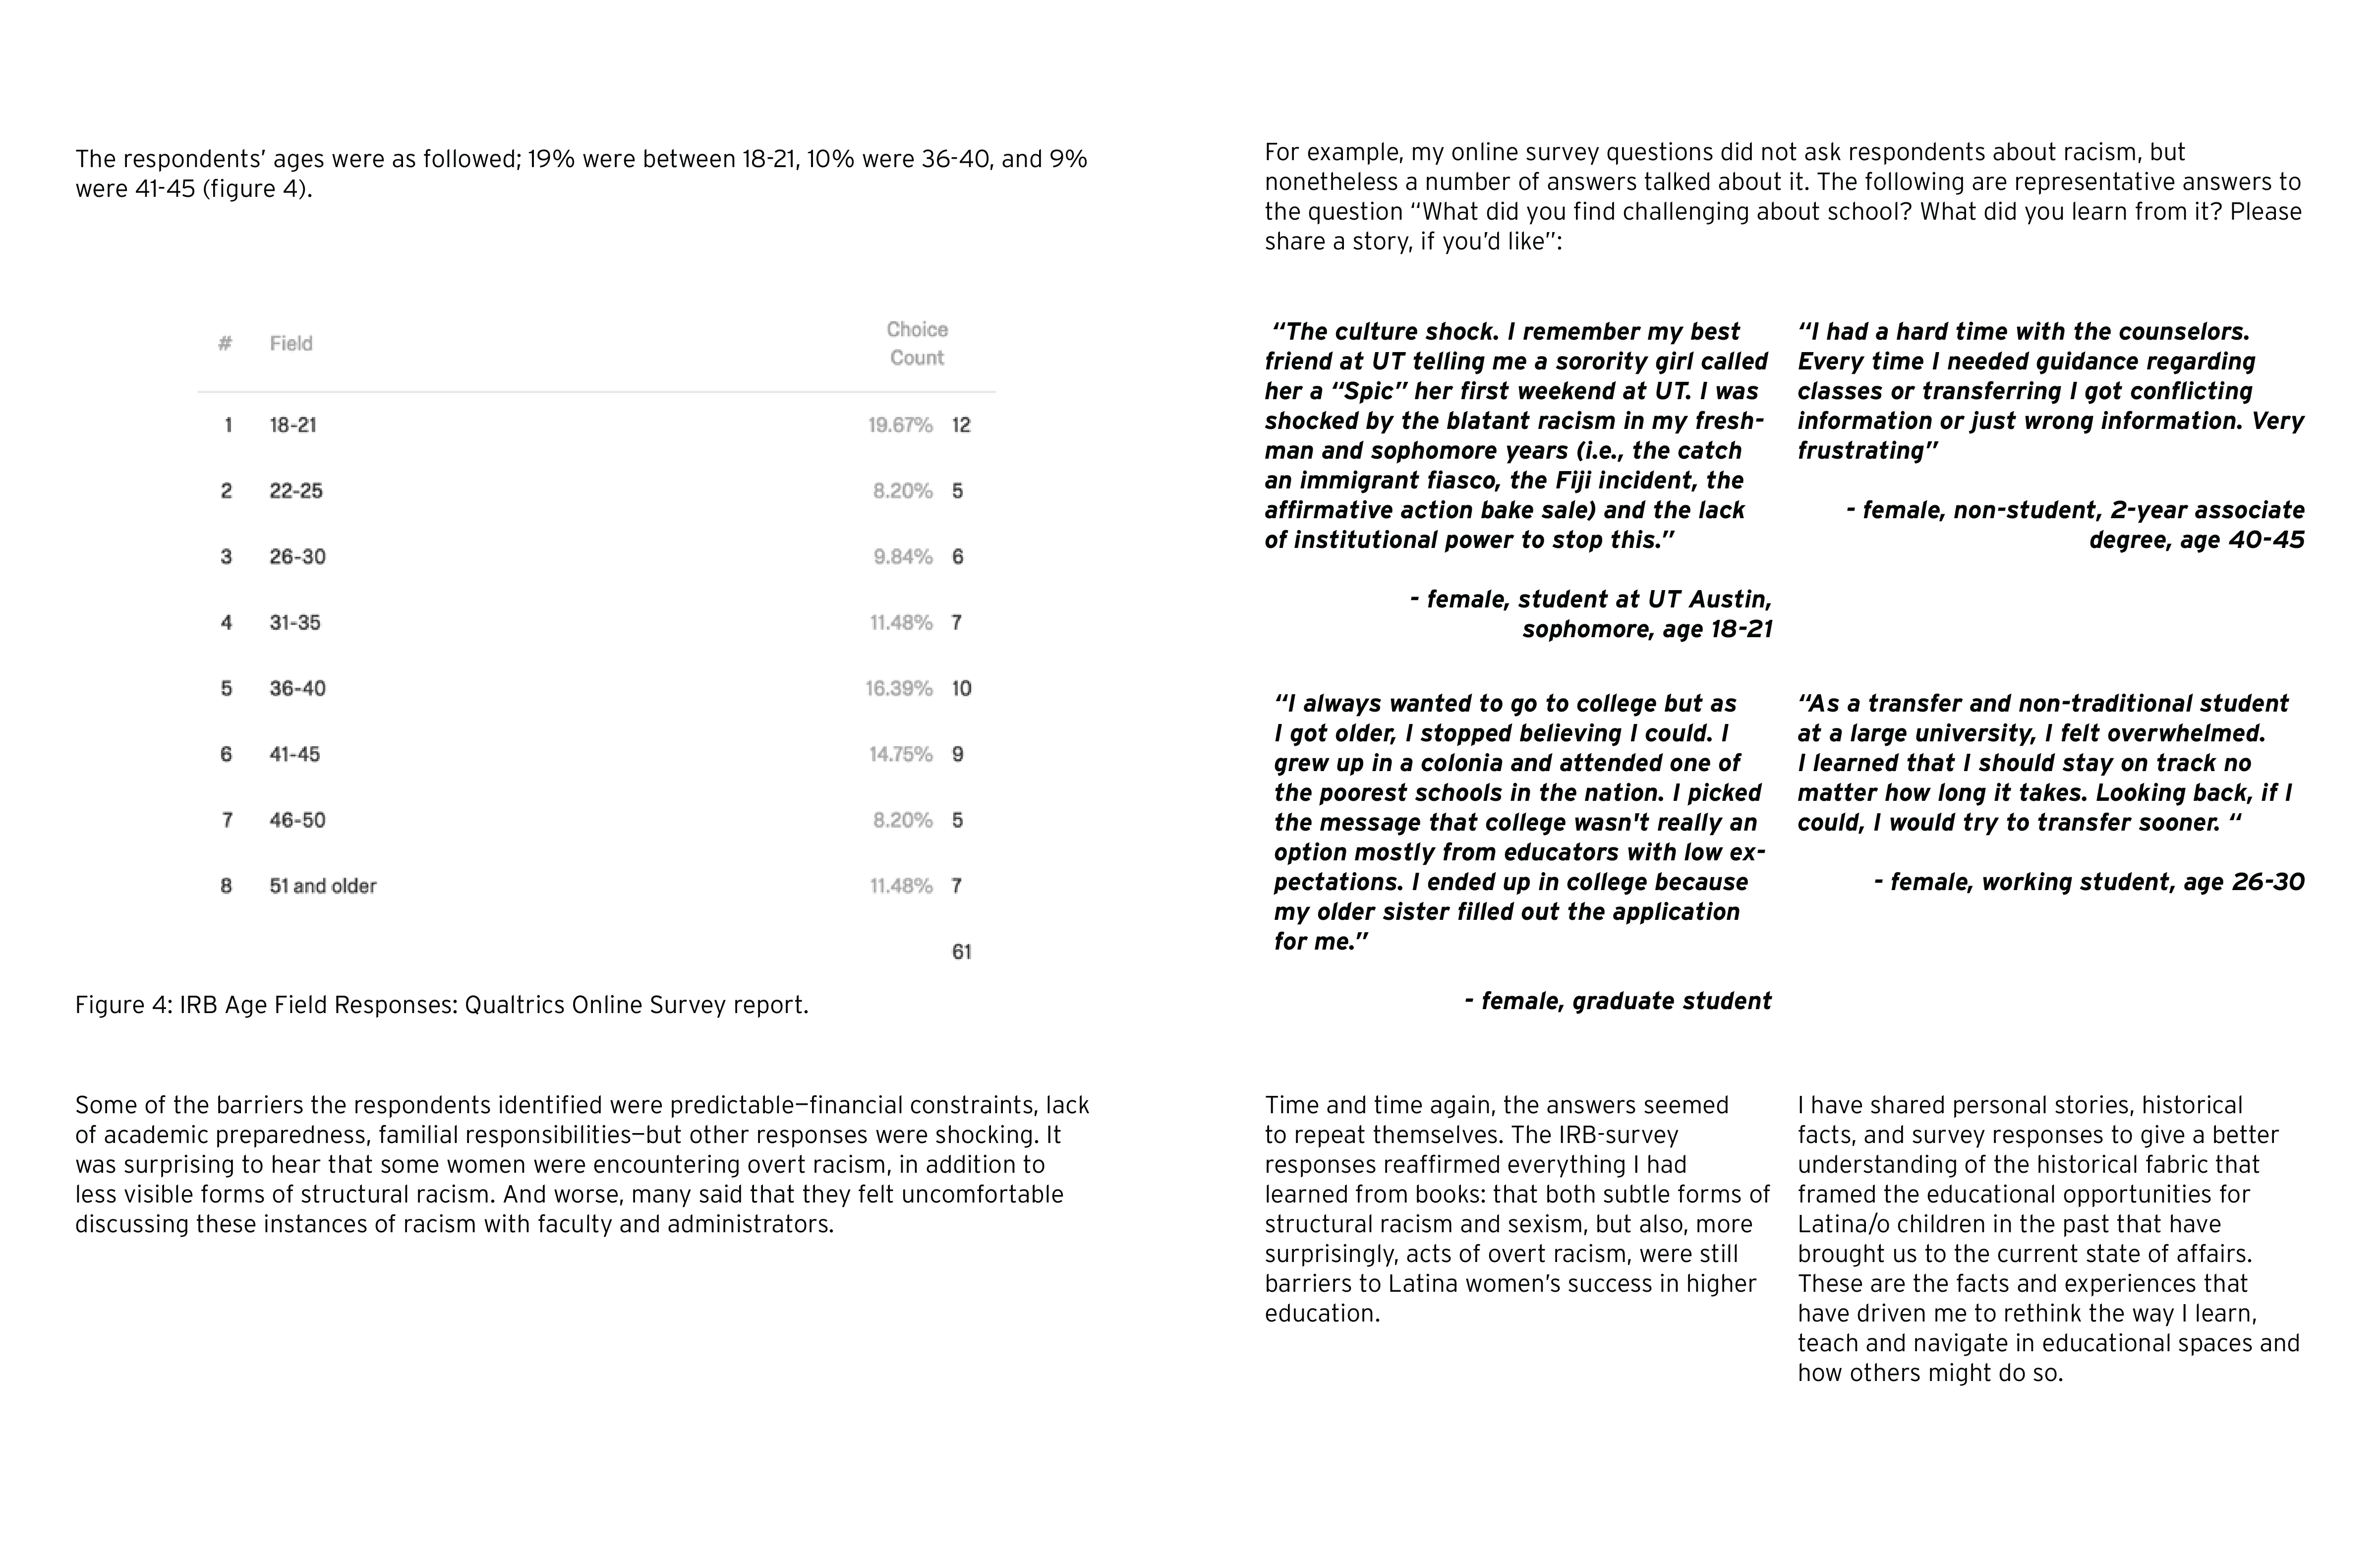 The respondents’ ages were as followed; 19% were between 18-21, 10% were 36-40, and 9%
were 41-45 (figure 4).
# Field Choice Count
1 18-21 19.67% 12
2 22-25 8.20% 5
3 26-30 9.84% 6
4 31-35 11.48% 7
5 36-40 16.39% 10
6 41-45 14.75% 9
7 46-50 8.20% 5
8 51 and older 11.48% 7
61
Figure 4: IRB Age Field Responses: Qualtrics Online Survey report.
Some of the barriers the respondents identified were predictable—financial constraints, lack
of academic preparedness, familial responsibilities—but other responses were shocking. It
was surprising to hear that some women were encountering overt racism, in addition to
less visible forms of structural racism. And worse, many said that they felt uncomfortable
discussing these instances of racism with faculty and administrators.
For example, my online survey questions did not ask respondents about racism, but
nonetheless a number of answers talked about it. The following are representative answers to
the question “What did you find challenging about school? What did you learn from it? Please
share a story, if you’d like”:
“The culture shock. I remember my best
friend at UT telling me a sorority girl called
her a “Spic” her first weekend at UT. I was
shocked by the blatant racism in my fresh-
man and sophomore years (i.e., the catch
an immigrant fiasco, the Fiji incident, the
affirmative action bake sale) and the lack
of institutional power to stop this.”
- female, student at UT Austin,
sophomore, age 18-21
“I had a hard time with the counselors.
Every time I needed guidance regarding
classes or transferring I got conflicting
information or just wrong information. Very
frustrating”
- female, non-student, 2-year associate
degree, age 40-45
“I always wanted to go to college but as
I got older, I stopped believing I could. I
grew up in a colonia and attended one of
the poorest schools in the nation. I picked
the message that college wasn't really an
option mostly from educators with low ex-
pectations. I ended up in college because
my older sister filled out the application
for me.”
- female, graduate student
“As a transfer and non-traditional student
at a large university, I felt overwhelmed.
I learned that I should stay on track no
matter how long it takes. Looking back, if I
could, I would try to transfer sooner. “
- female, working student, age 26-30
Time and time again, the answers seemed
to repeat themselves. The IRB-survey
responses reaffirmed everything I had
learned from books: that both subtle forms of
structural racism and sexism, but also, more
surprisingly, acts of overt racism, were still
barriers to Latina women’s success in higher
education.
I have shared personal stories, historical
facts, and survey responses to give a better
understanding of the historical fabric that
framed the educational opportunities for
Latina/o children in the past that have
brought us to the current state of affairs.
These are the facts and experiences that
have driven me to rethink the way I learn,
teach and navigate in educational spaces and
how others might do so.